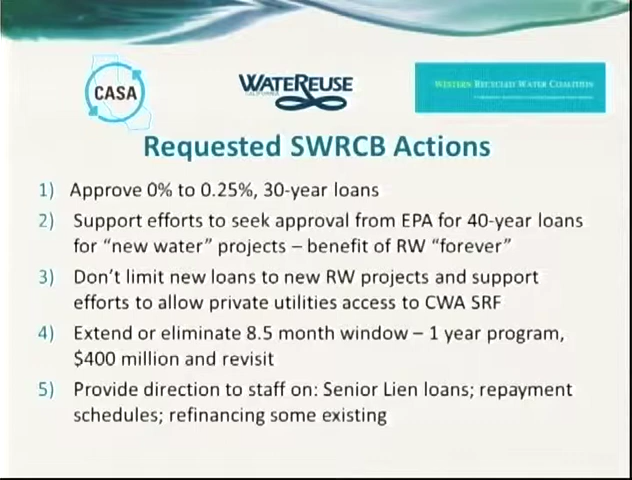 CASA
WATEREUSE
CALIFORNIA
WESTERN RECYCLED WATER COALITION
Requested SWRCB Actions
1) Approve 0% to 0.25%, 30-year loans
2) Support efforts to seek approval from EPA for 40-year loans
for “new water” projects – benefit of RW “forever”
3) Don’t limit new loans to new RW projects and support
efforts to allow private utilities access to CWA SRF
4) Extend or eliminate 8.5 month window – 1 year program,
$400 million and revisit
5) Provide direction to staff on: Senior Lien loans; repayment
schedules; refinancing some existing